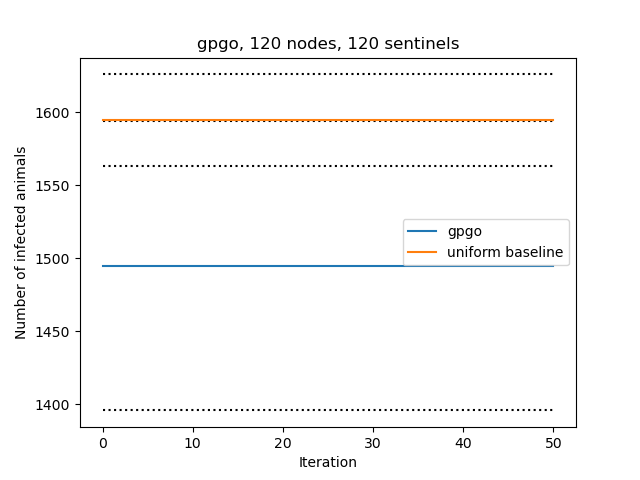 gpgo, 120 nodes, 120 sentinels
Number of infected animals
1600
1550
1500
1450
1400
gpgo
uniform baseline
0 10 20 30 40 50
Iteration